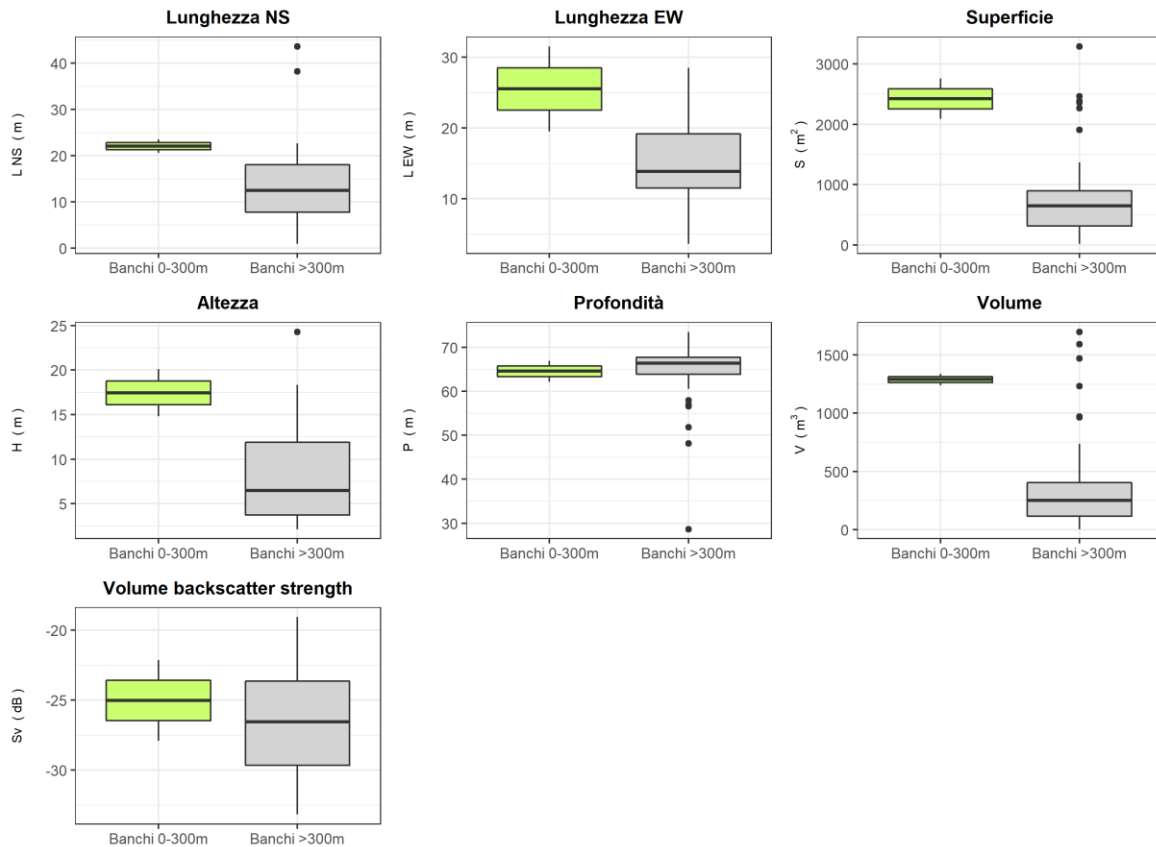 Lunghezza NS
L NS ( m )
40
30
20
10
0
Banchi 0-300m
Banchi >300m
Lunghezza EW
L EW ( m )
30
20
10
Banchi 0-300m
Banchi >300m
Superficie
S ( m² )
3000
2000
1000
0
Banchi 0-300m
Banchi >300m
Altezza
H ( m )
25
20
15
10
5
Banchi 0-300m
Banchi >300m
Profondità
P ( m )
70
60
50
40
30
Banchi 0-300m
Banchi >300m
Volume
V ( m³ )
1500
1000
500
0
Banchi 0-300m
Banchi >300m
Volume backscatter strength
Sv ( dB )
-20
-25
-30
Banchi 0-300m
Banchi >300m